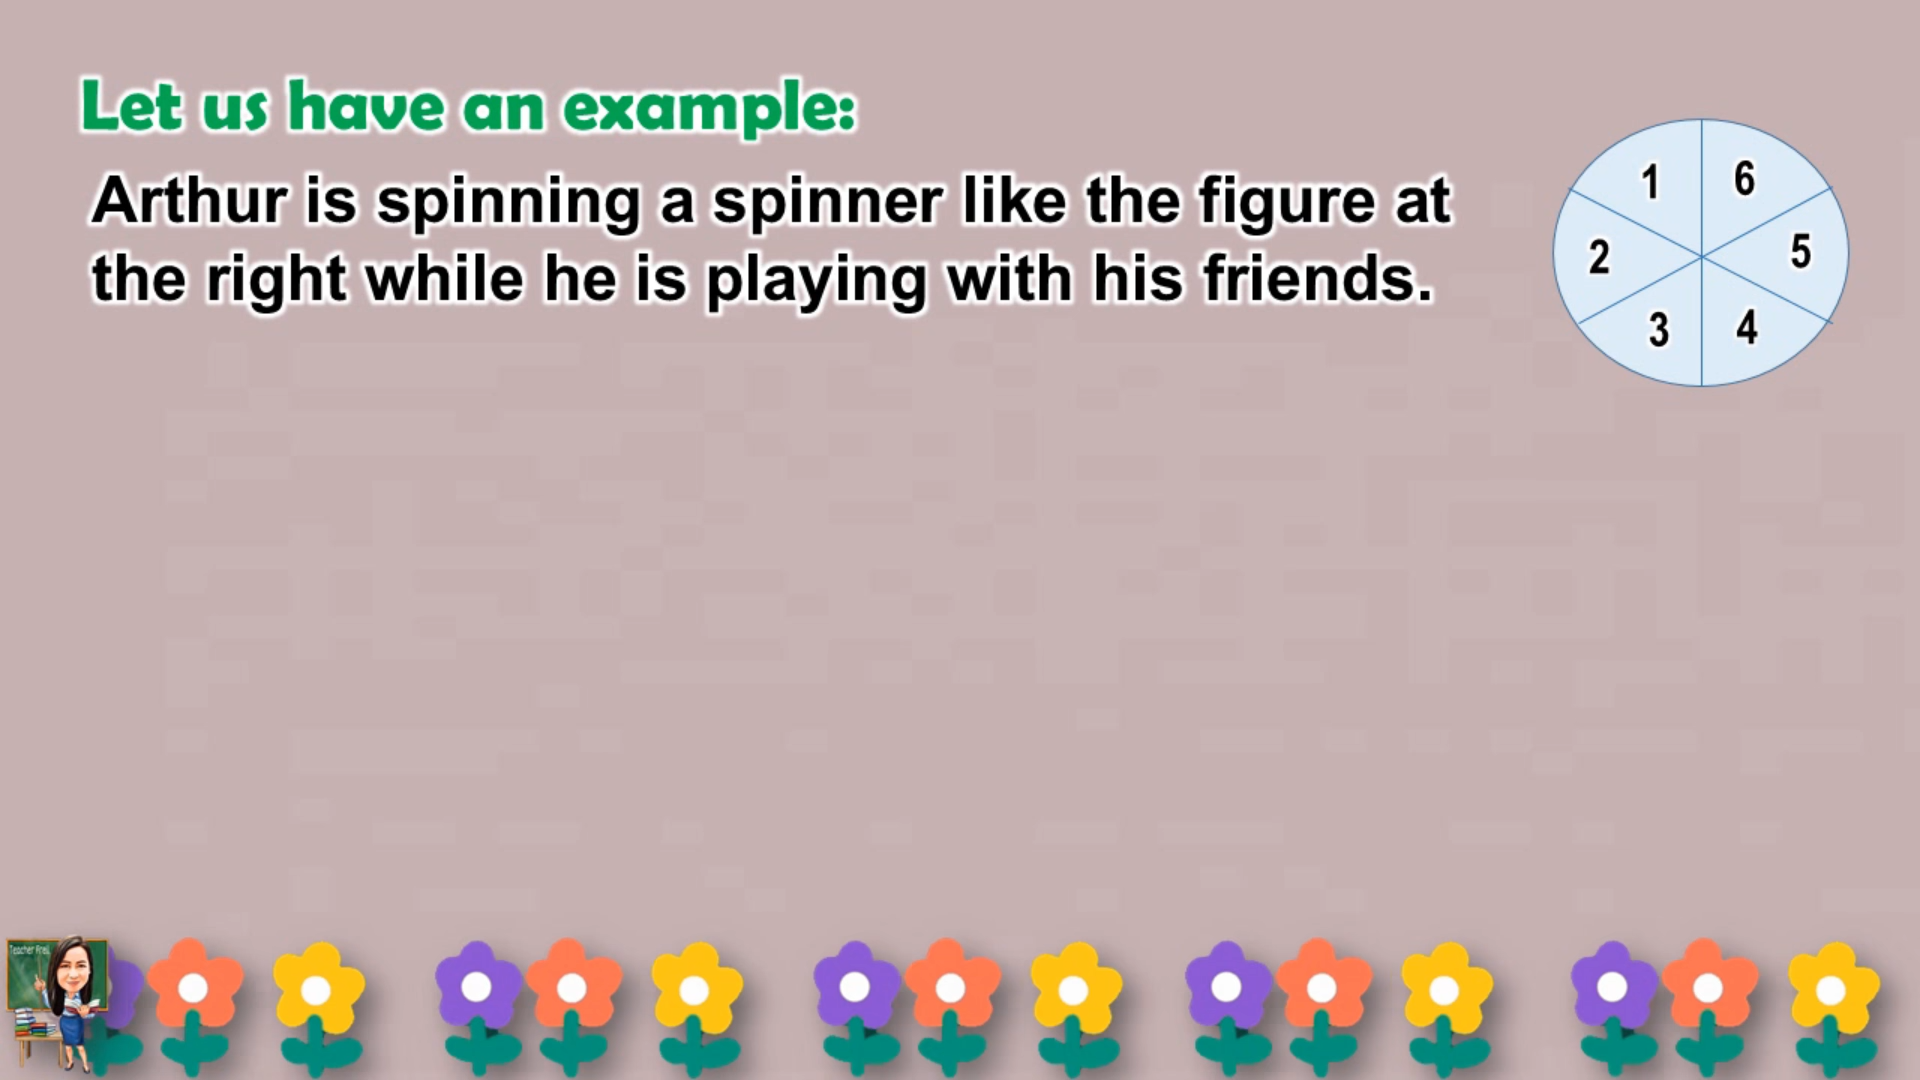 Let us have an example:
Arthur is spinning a spinner like the figure at
the right while he is playing with his friends.
1 6
2 5
3 4